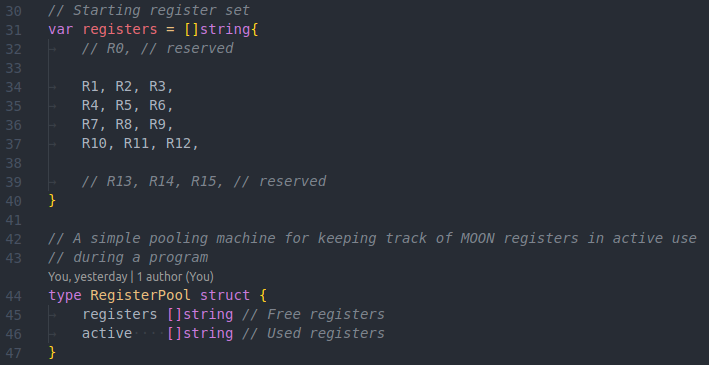 30 // Starting register set
31 var registers = []string{
32 // R0, // reserved
33
34 R1, R2, R3,
35 R4, R5, R6,
36 R7, R8, R9,
37 R10, R11, R12,
38
39 // R13, R14, R15, // reserved
40 }
41
42 // A simple pooling machine for keeping track of MOON registers in active use
43 // during a program
You, yesterday | 1 author (You)
44 type RegisterPool struct {
45 registers []string // Free registers
46 active []string // Used registers
47 }